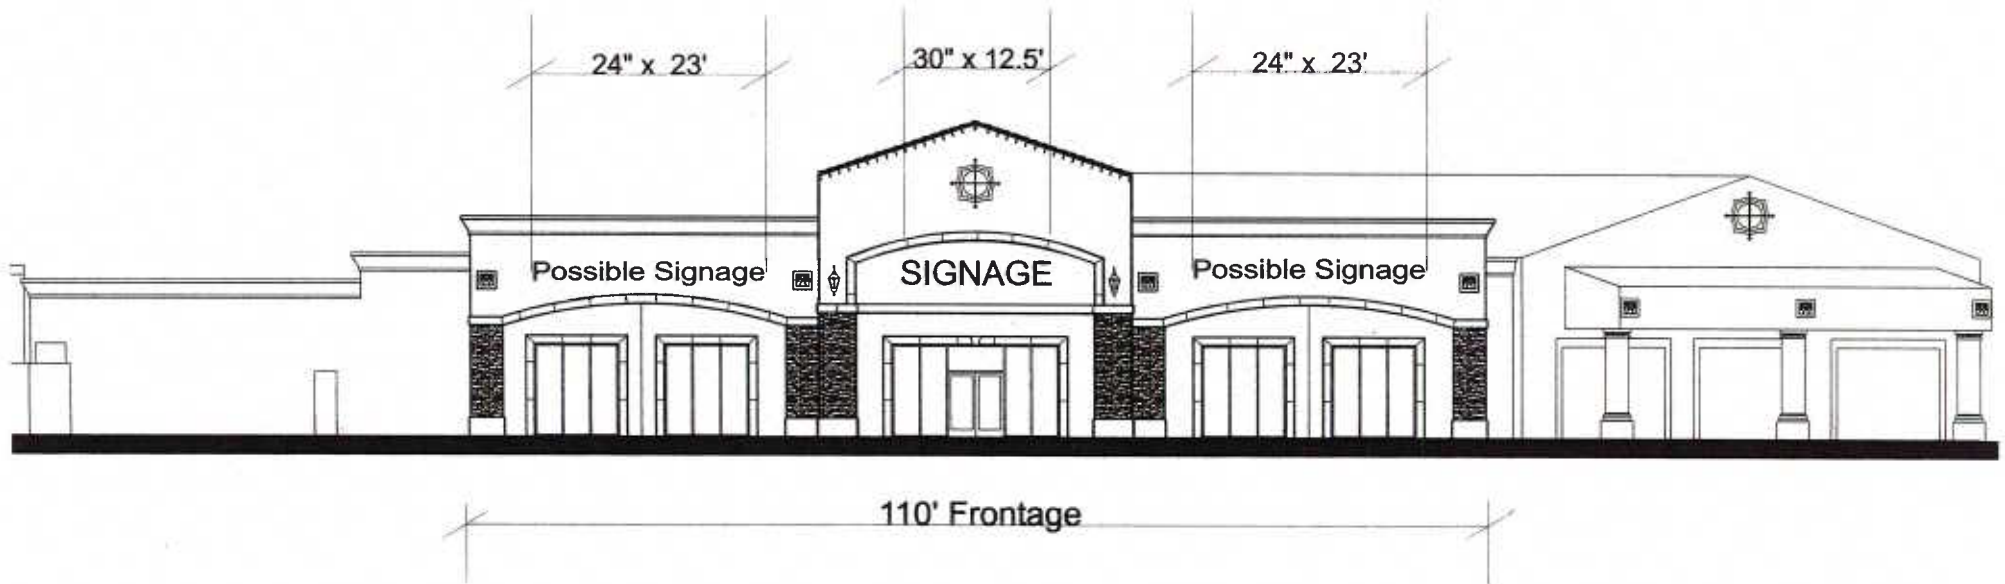 24" x 23'
30" x 12.5'
24" x 23'
Possible Signage
SIGNAGE
Possible Signage
110' Frontage